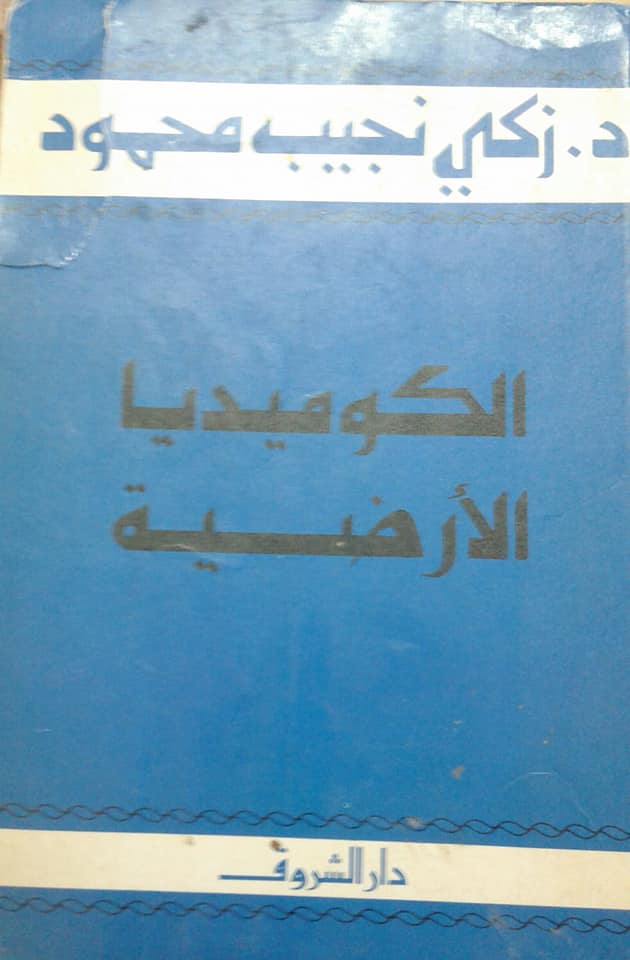 د. زكي نجيب محمود
الكوميديا
الأرضية
دار الشروق